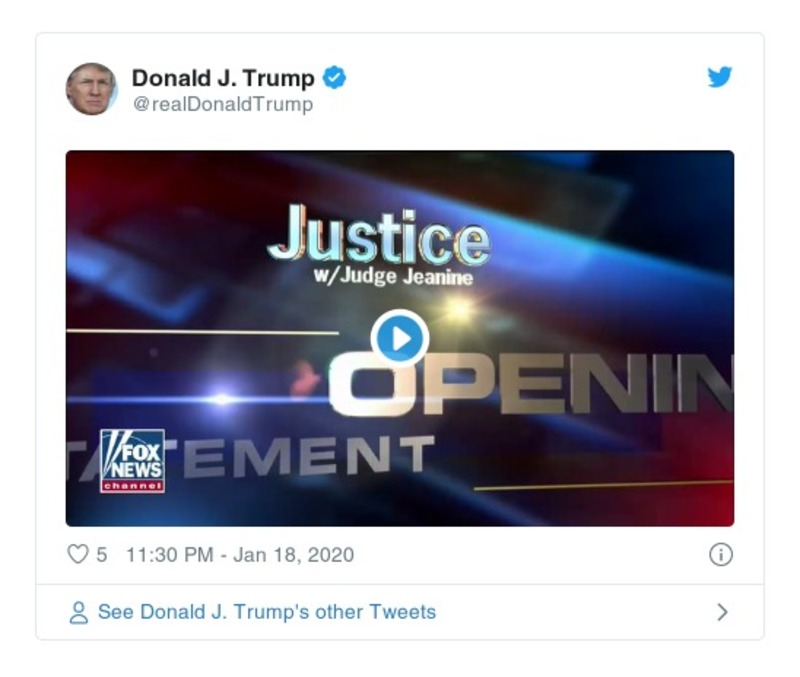 Donald J. Trump
@realDonaldTrump
Justice
w/Judge Jeanine
OPENIN
TATEMENT
FOX
NEWS
channel
5 11:30 PM - Jan 18, 2020
See Donald J. Trump's other Tweets